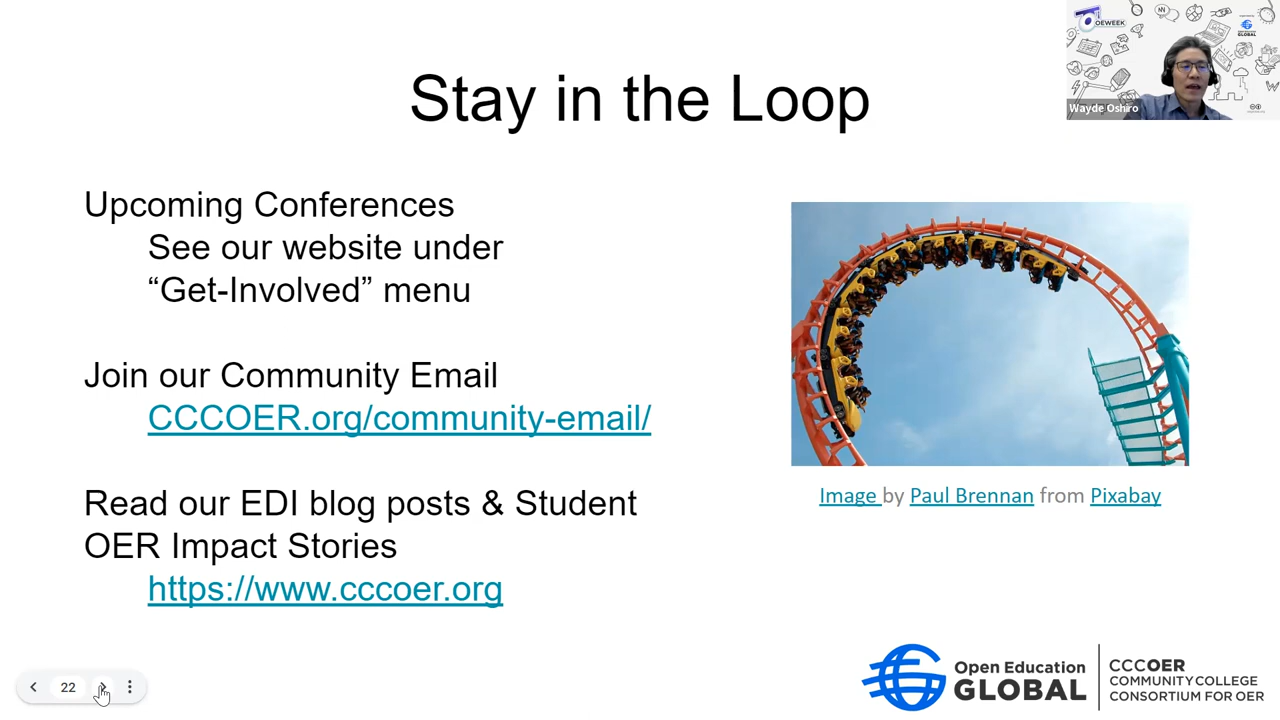 Stay in the Loop
OEWEEK
OPEN EDUCATION
GLOBAL
Wayde Oshiro
Upcoming Conferences
See our website under
“Get-Involved” menu
Join our Community Email
CCCOER.org/community-email/
Read our EDI blog posts & Student
OER Impact Stories
https://www.cccoer.org
Image by Paul Brennan from Pixabay
22
Open Education
GLOBAL
CCCOER
COMMUNITY COLLEGE
CONSORTIUM FOR OER